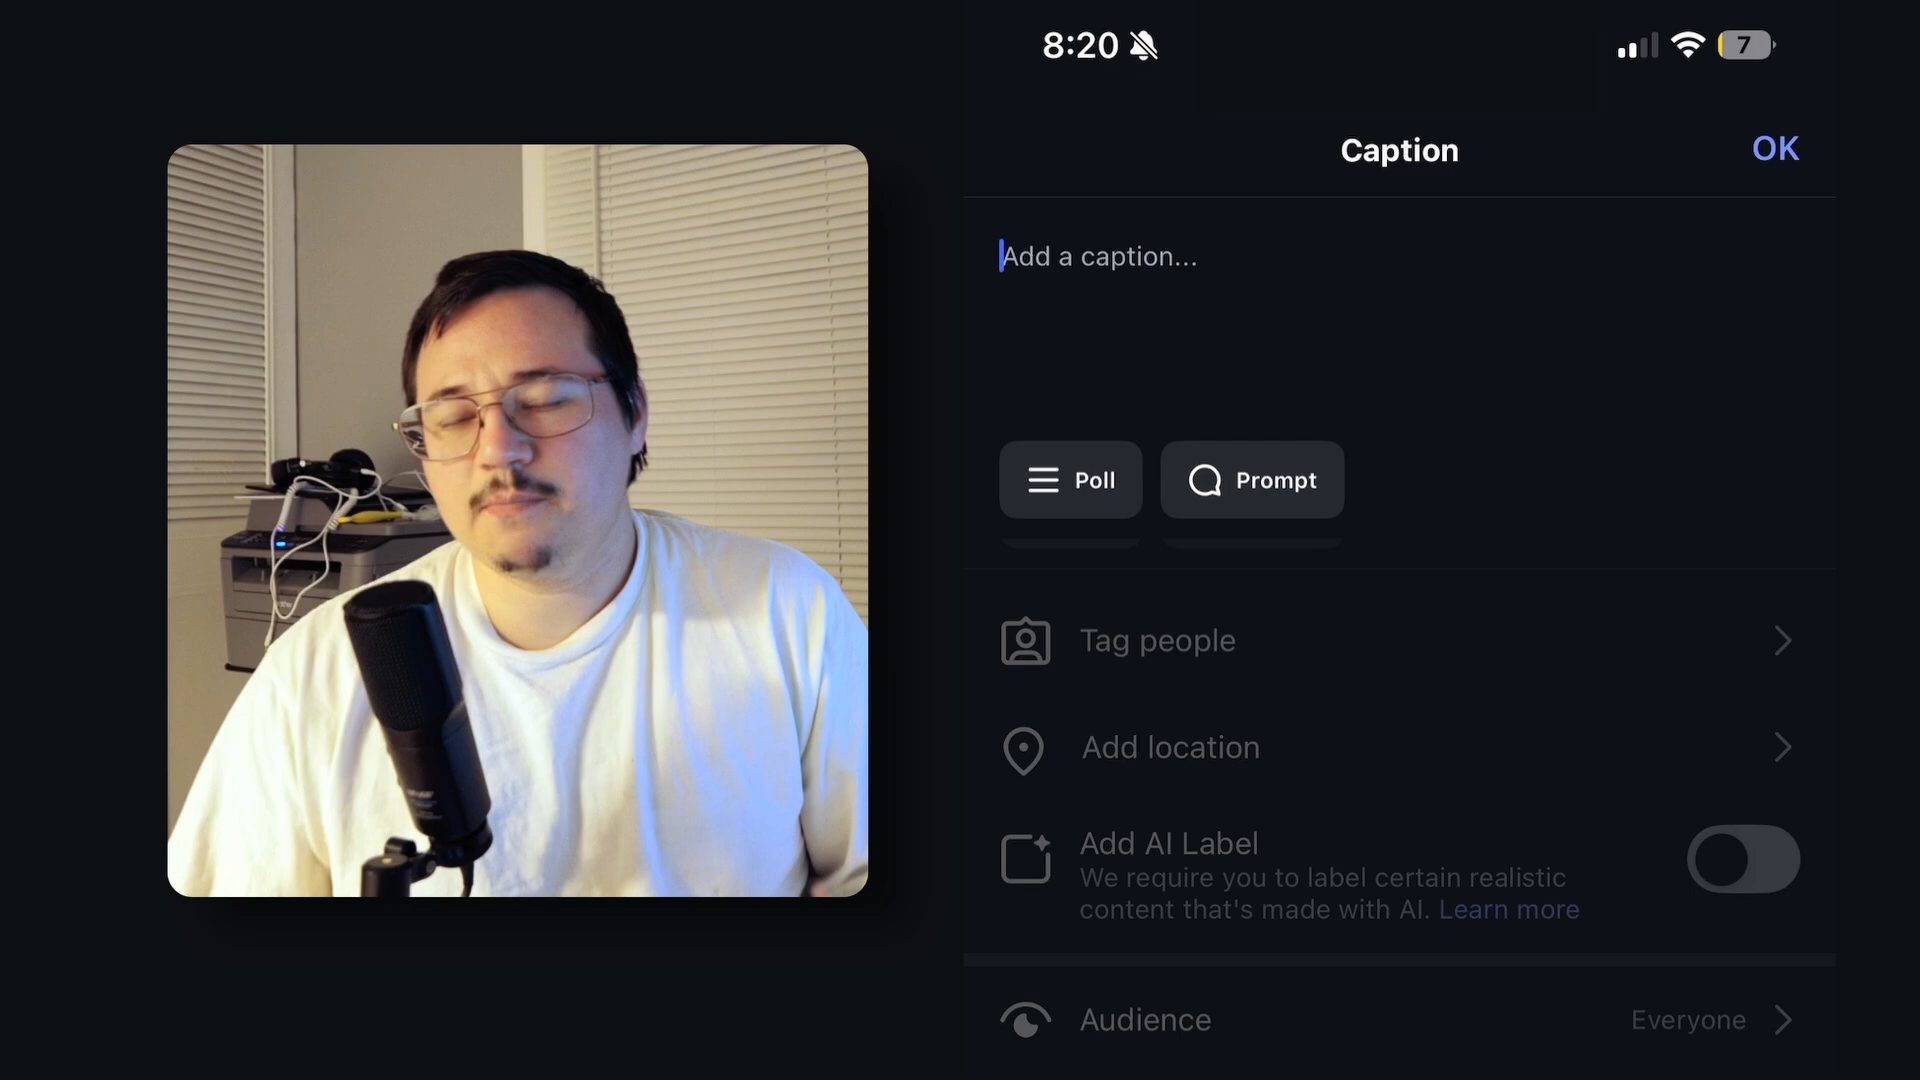 8:20
7
Caption
OK
Add a caption...
Poll
Prompt
Tag people
Add location
Add AI Label
We require you to label certain realistic
content that's made with AI. Learn more
Audience
Everyone